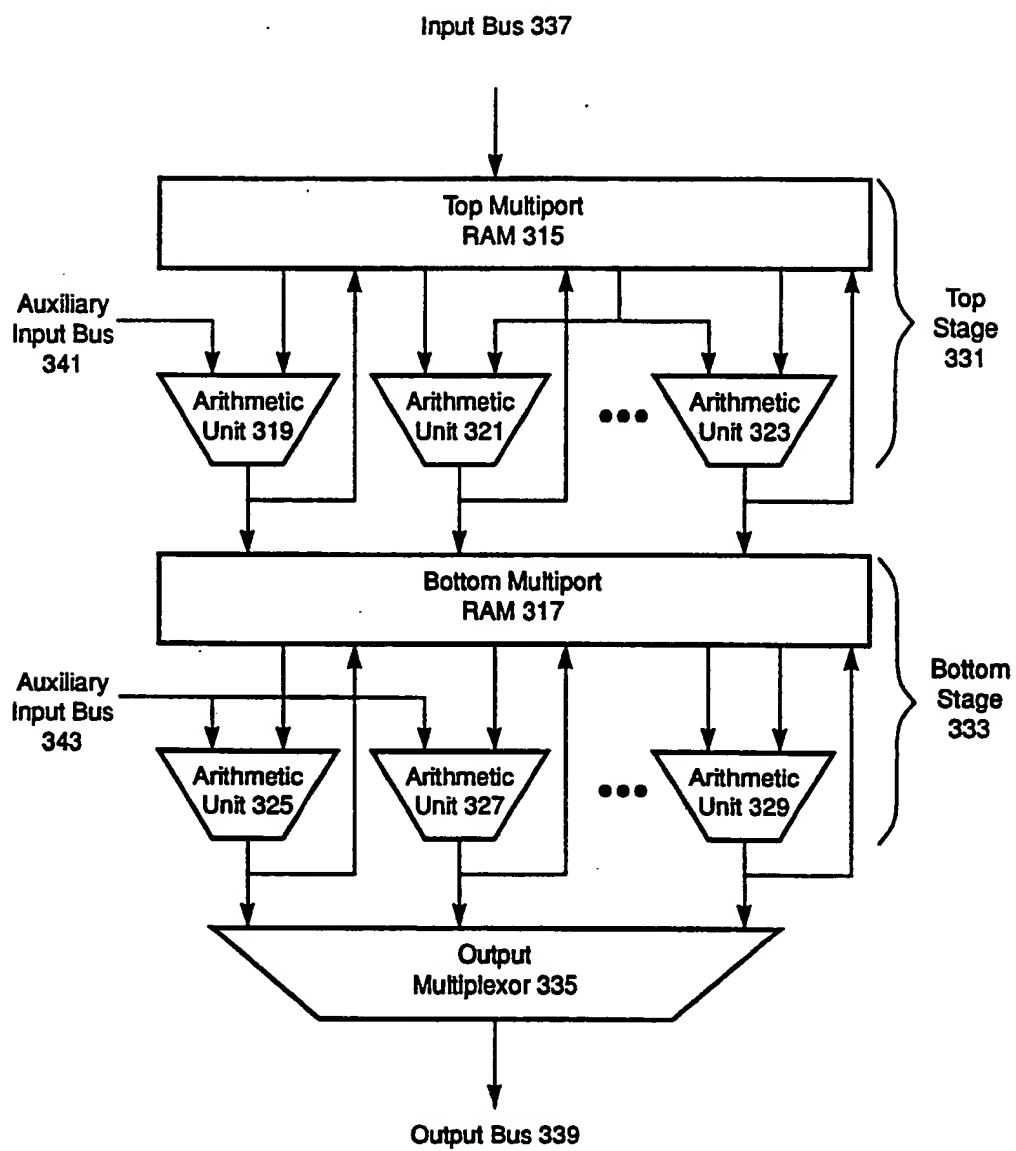 Input Bus 337
Top Multiport
RAM 315
Auxiliary
Input Bus
341
Arithmetic
Unit 319
Arithmetic
Unit 321
Arithmetic
Unit 323
Top
Stage
331
Bottom Multiport
RAM 317
Auxiliary
Input Bus
343
Arithmetic
Unit 325
Arithmetic
Unit 327
Arithmetic
Unit 329
Bottom
Stage
333
Output
Multiplexor 335
Output Bus 339